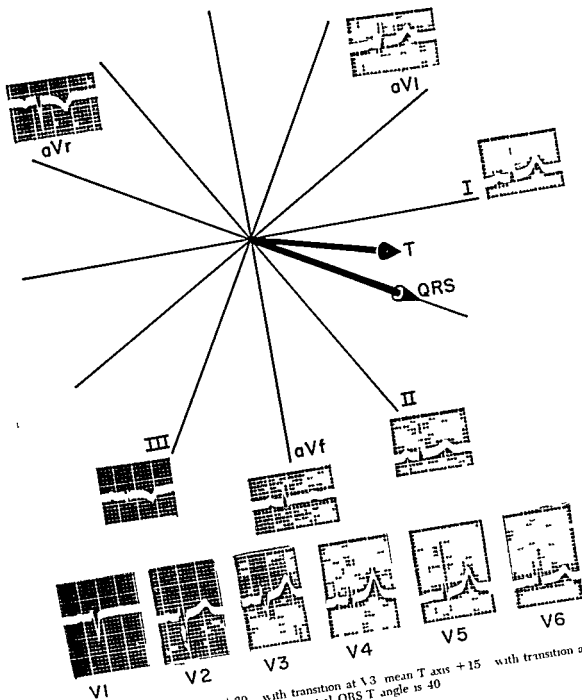 aVl
aVr
I
T
QRS
II
III
aVf
V1
V2
V3
V4
V5
V6
with transition at V3 mean T axis +15 with transition a
QRS T angle is 40